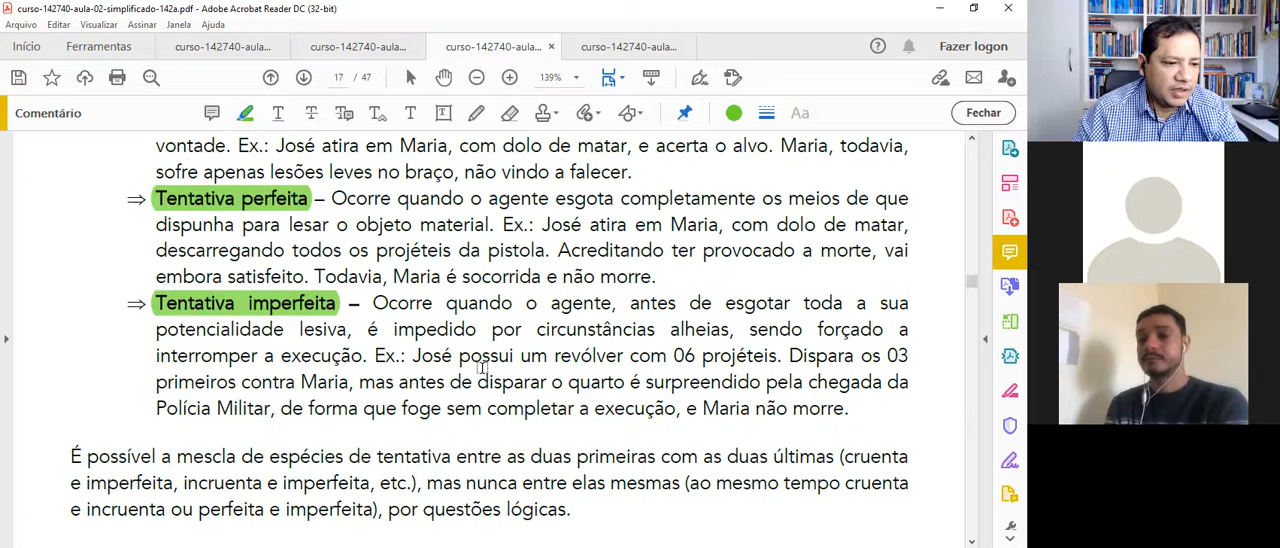 curso-142740-aula-02-simplificado-142a.pdf - Adobe Acrobat Reader DC (32-bit)
Arquivo Editar Visualizar Assinar Janela Ajuda
Início Ferramentas curso-142740-aula... curso-142740-aula... curso-142740-aula... × curso-142740-aula... Fazer logon
17 / 47 139%
Comentário Aa Fechar
vontade. Ex.: José atira em Maria, com dolo de matar, e acerta o alvo. Maria, todavia,
sofre apenas lesões leves no braço, não vindo a falecer.
⇒ Tentativa perfeita – Ocorre quando o agente esgota completamente os meios de que
dispunha para lesar o objeto material. Ex.: José atira em Maria, com dolo de matar,
descarregando todos os projéteis da pistola. Acreditando ter provocado a morte, vai
embora satisfeito. Todavia, Maria é socorrida e não morre.
⇒ Tentativa imperfeita – Ocorre quando o agente, antes de esgotar toda a sua
potencialidade lesiva, é impedido por circunstâncias alheias, sendo forçado a
interromper a execução. Ex.: José possui um revólver com 06 projéteis. Dispara os 03
primeiros contra Maria, mas antes de disparar o quarto é surpreendido pela chegada da
Polícia Militar, de forma que foge sem completar a execução, e Maria não morre.
É possível a mescla de espécies de tentativa entre as duas primeiras com as duas últimas (cruenta
e imperfeita, incruenta e imperfeita, etc.), mas nunca entre elas mesmas (ao mesmo tempo cruenta
e incruenta ou perfeita e imperfeita), por questões lógicas.